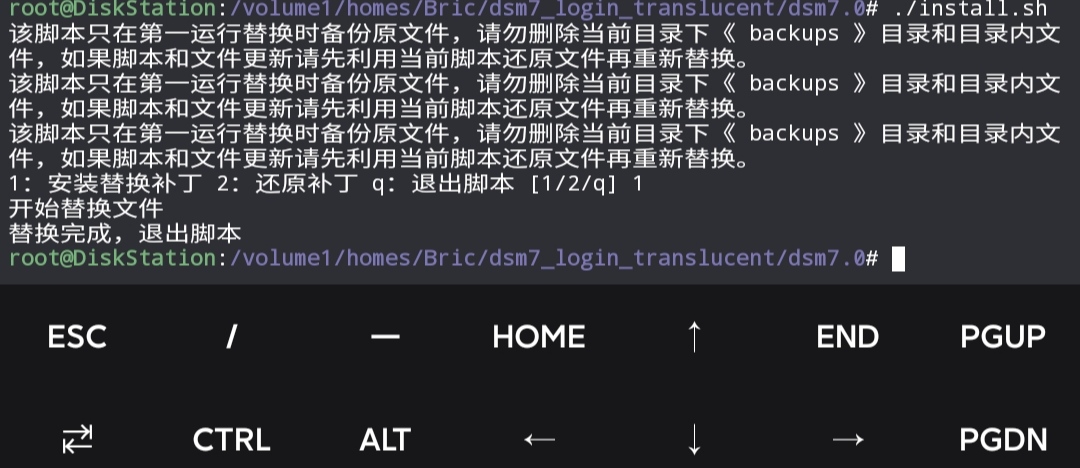 root@DiskStation:/volume1/homes/Bric/dsm7_login_translucent/dsm7.0# ./install.sh
该脚本只在第一运行替换时备份原文件，请勿删除当前目录下《 backups 》目录和目录内文
件，如果脚本和文件更新请先利用当前脚本还原文件再重新替换。
该脚本只在第一运行替换时备份原文件，请勿删除当前目录下《 backups 》目录和目录内文
件，如果脚本和文件更新请先利用当前脚本还原文件再重新替换。
该脚本只在第一运行替换时备份原文件，请勿删除当前目录下《 backups 》目录和目录内文
件，如果脚本和文件更新请先利用当前脚本还原文件再重新替换。
1: 安装替换补丁 2: 还原补丁 q: 退出脚本 [1/2/q] 1
开始替换文件
替换完成，退出脚本
root@DiskStation:/volume1/homes/Bric/dsm7_login_translucent/dsm7.0#
ESC / — HOME ↑ END PGUP
⇄ CTRL ALT ← ↓ → PGDN